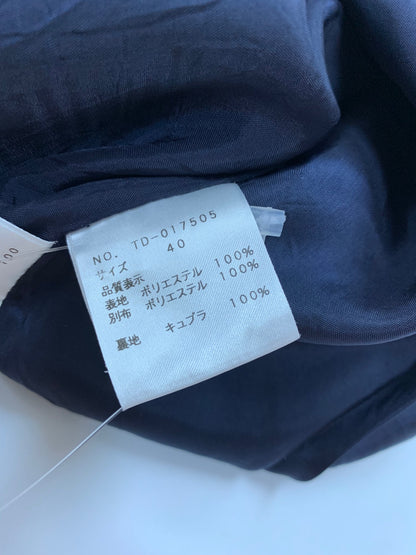 NO. TD-017505
サイズ 40
品質表示
表地 ポリエステル 100%
別布 ポリエステル 100%
裏地 キュプラ 100%
100